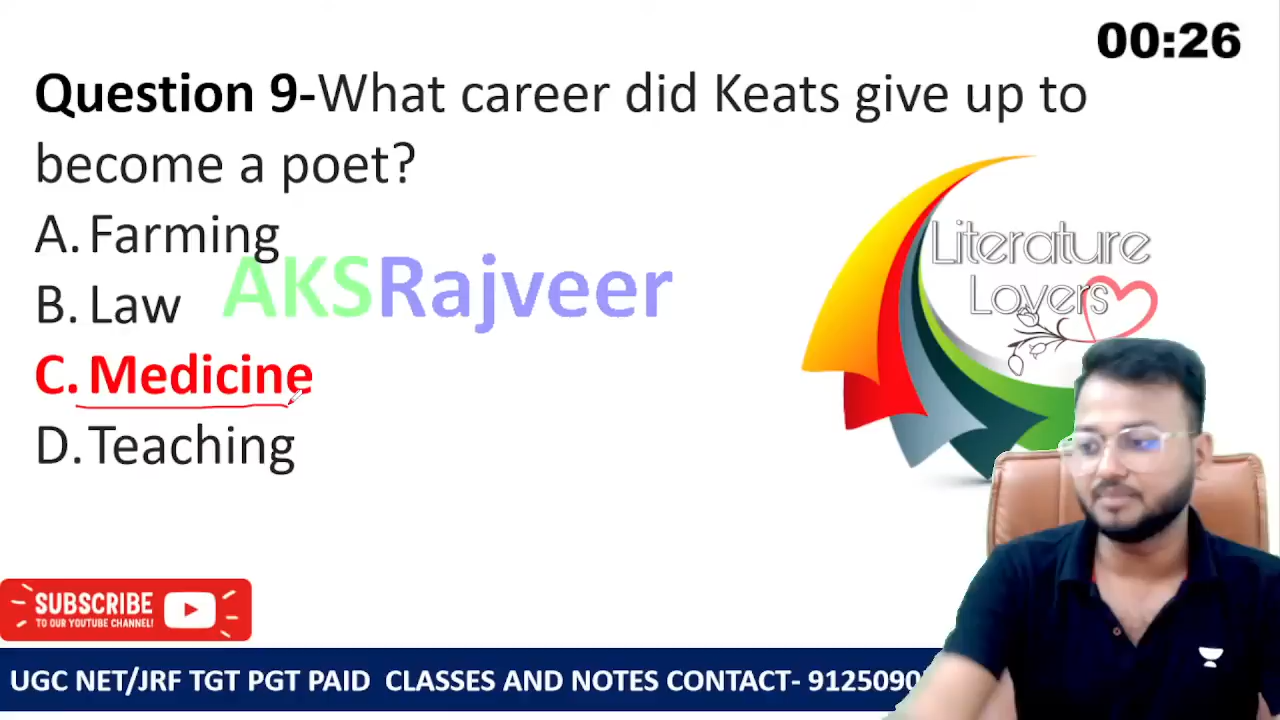 00:26
Question 9-What career did Keats give up to
become a poet?
A. Farming
B. Law
C. Medicine
D. Teaching
AKSRajveer
Literature
Lovers
SUBSCRIBE
TO OUR YOUTUBE CHANNEL!
UGC NET/JRF TGT PGT PAID CLASSES AND NOTES CONTACT- 9125090